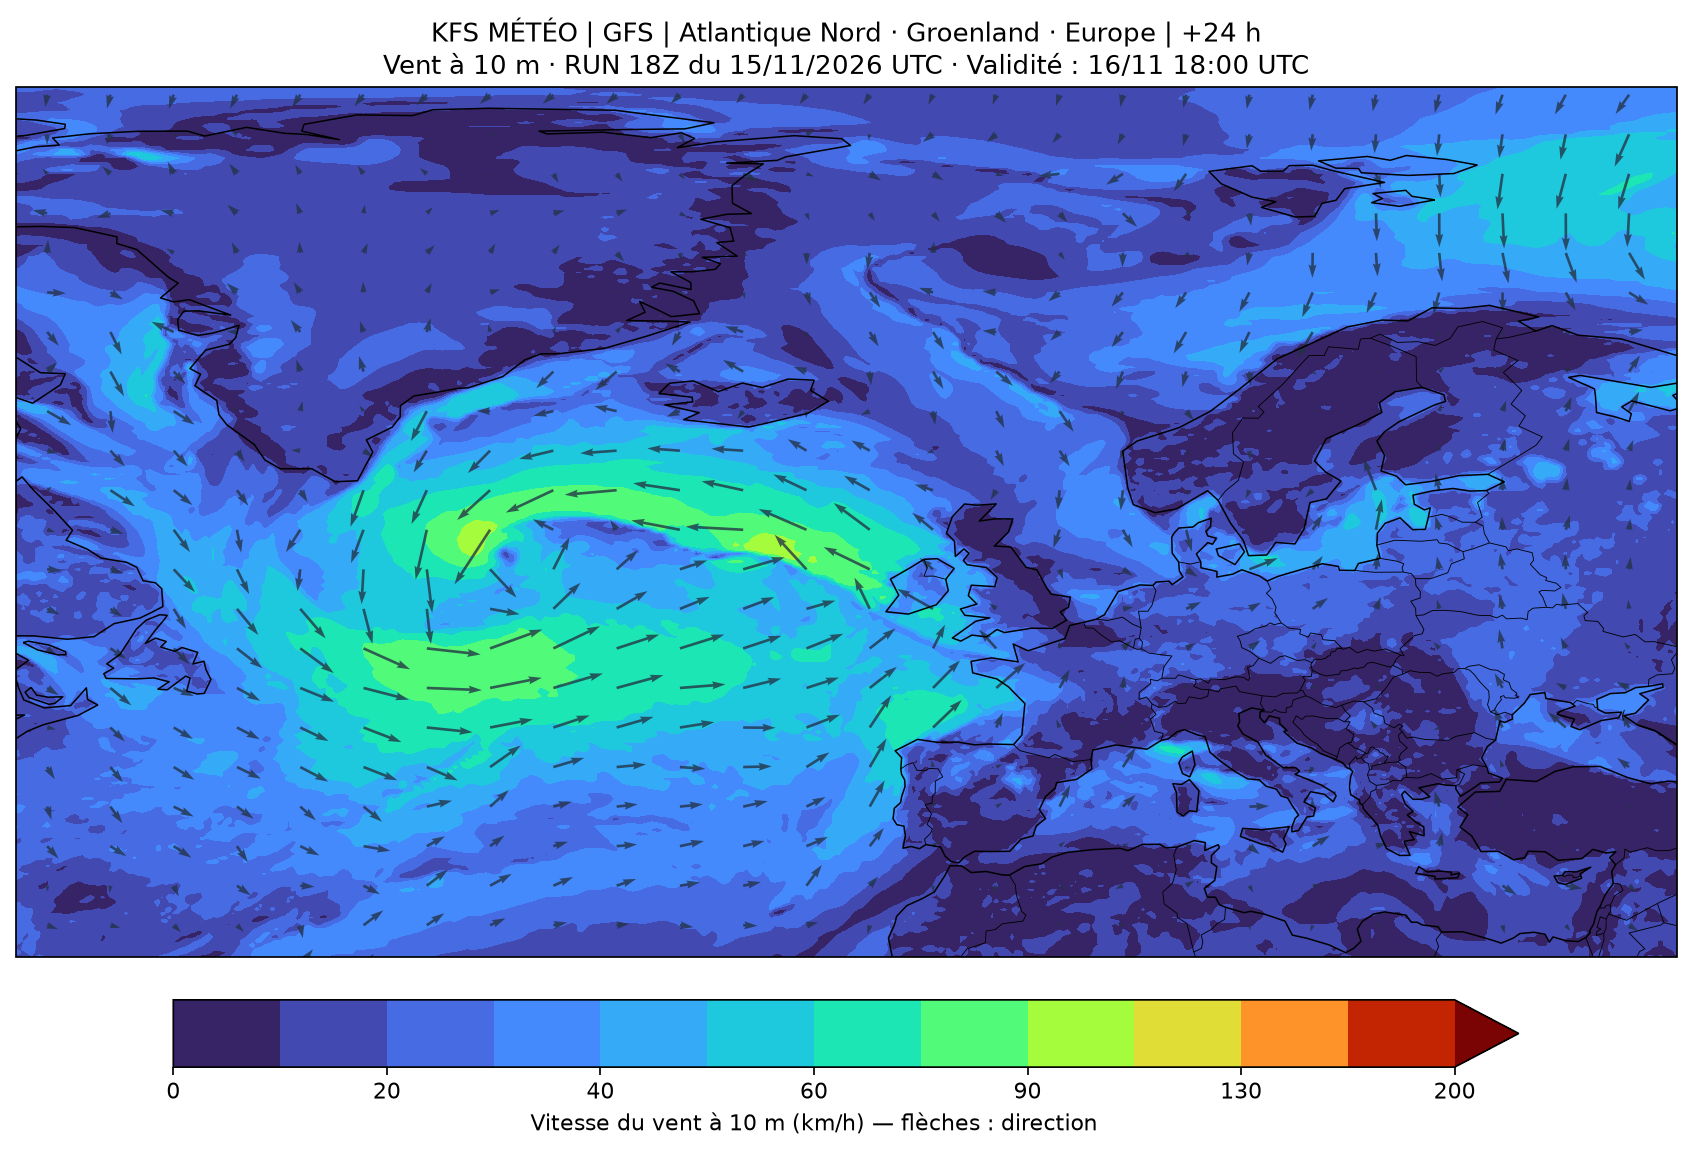 KFS MÉTÉO | GFS | Atlantique Nord · Groenland · Europe | +24 h
Vent à 10 m · RUN 18Z du 15/11/2026 UTC · Validité : 16/11 18:00 UTC
0 20 40 60 90 130 200
Vitesse du vent à 10 m (km/h) — flèches : direction